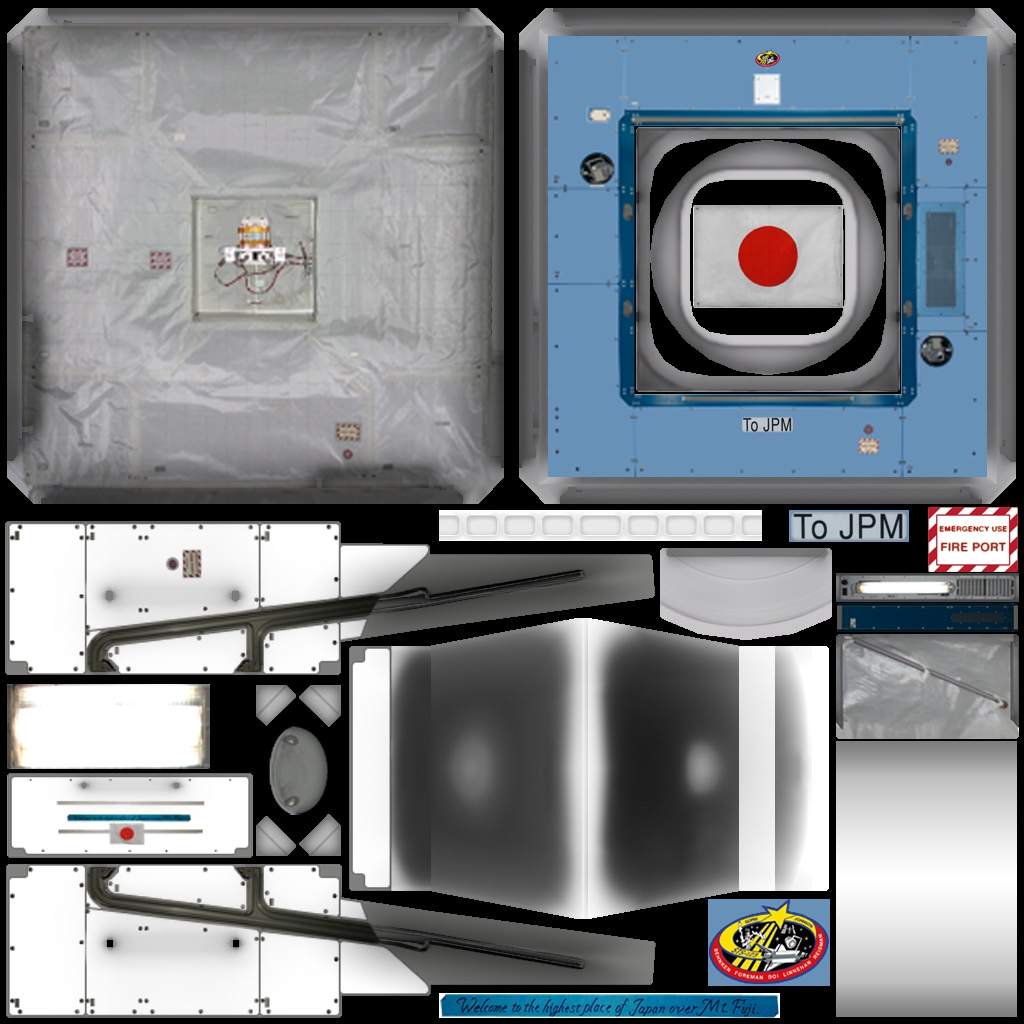 To JPM
To JPM
EMERGENCY USE
FIRE PORT
BEHNKEN FOREMAN DOI LINNEHAN REISMAN
Welcome to the highest place of Japan over Mt. Fuji.